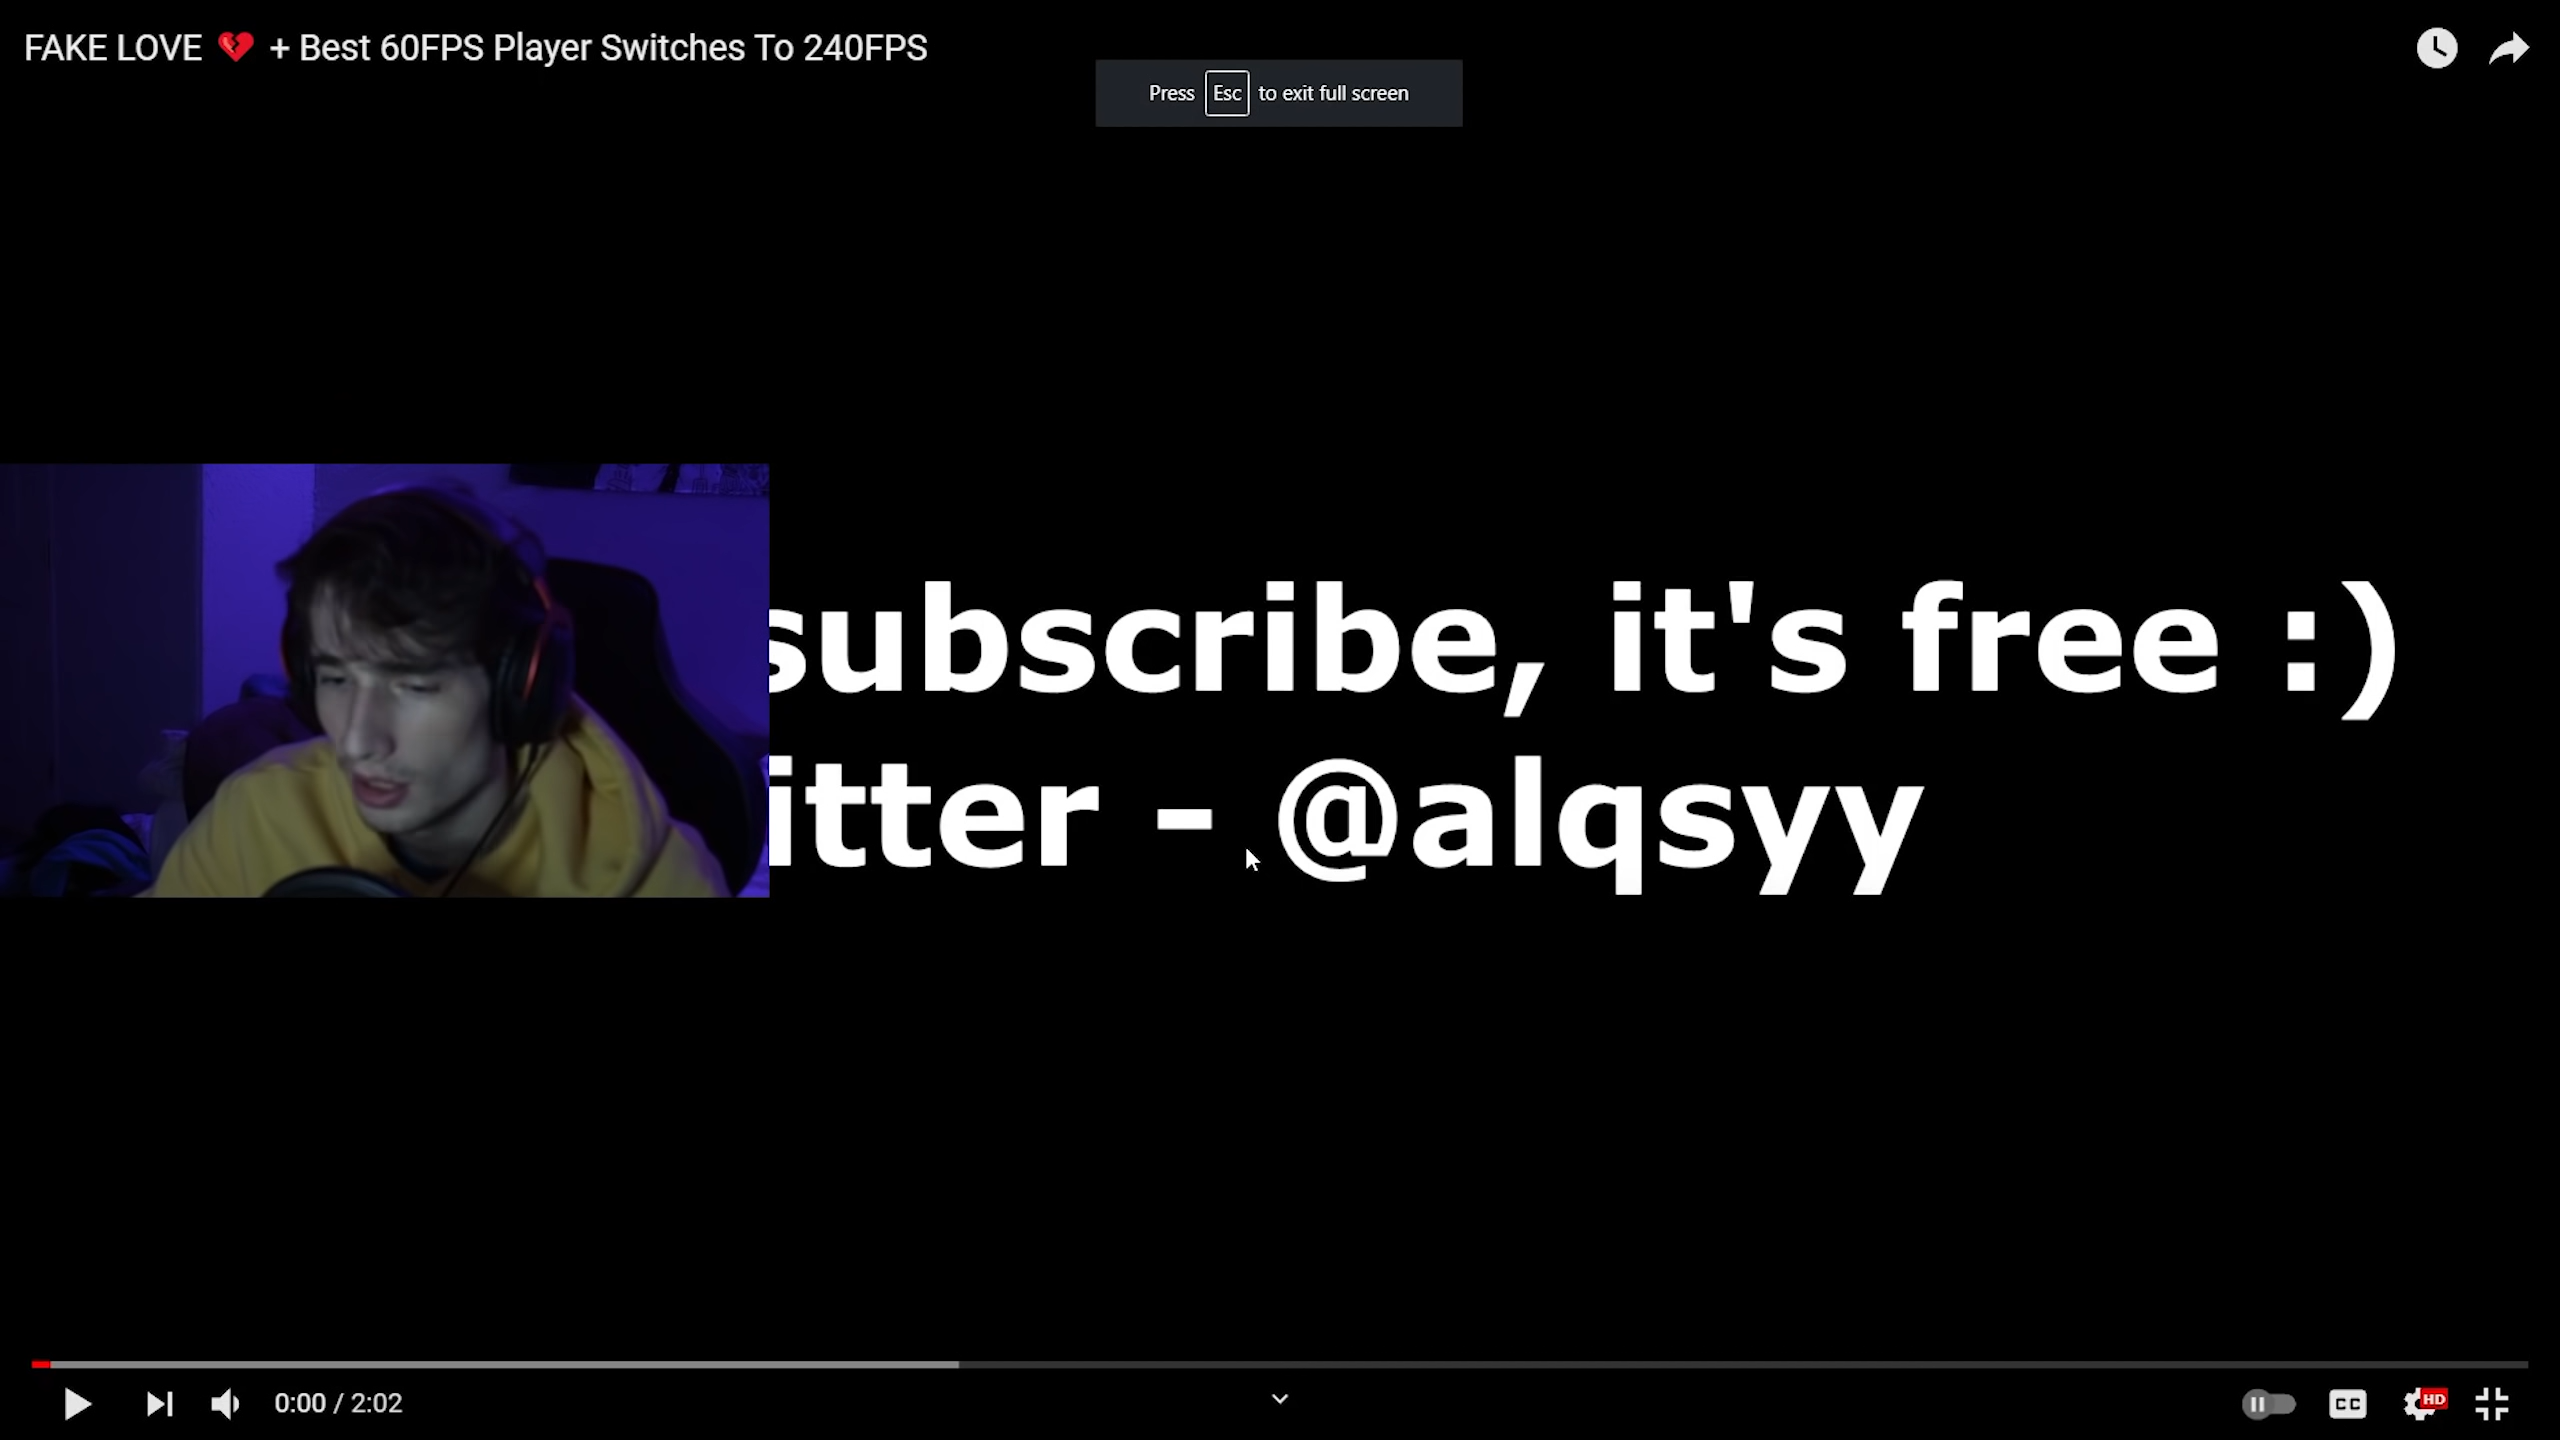 FAKE LOVE 💔 + Best 60FPS Player Switches To 240FPS
Press Esc to exit full screen
subscribe, it's free :)
itter - @alqsyy
0:00 / 2:02
CC
HD